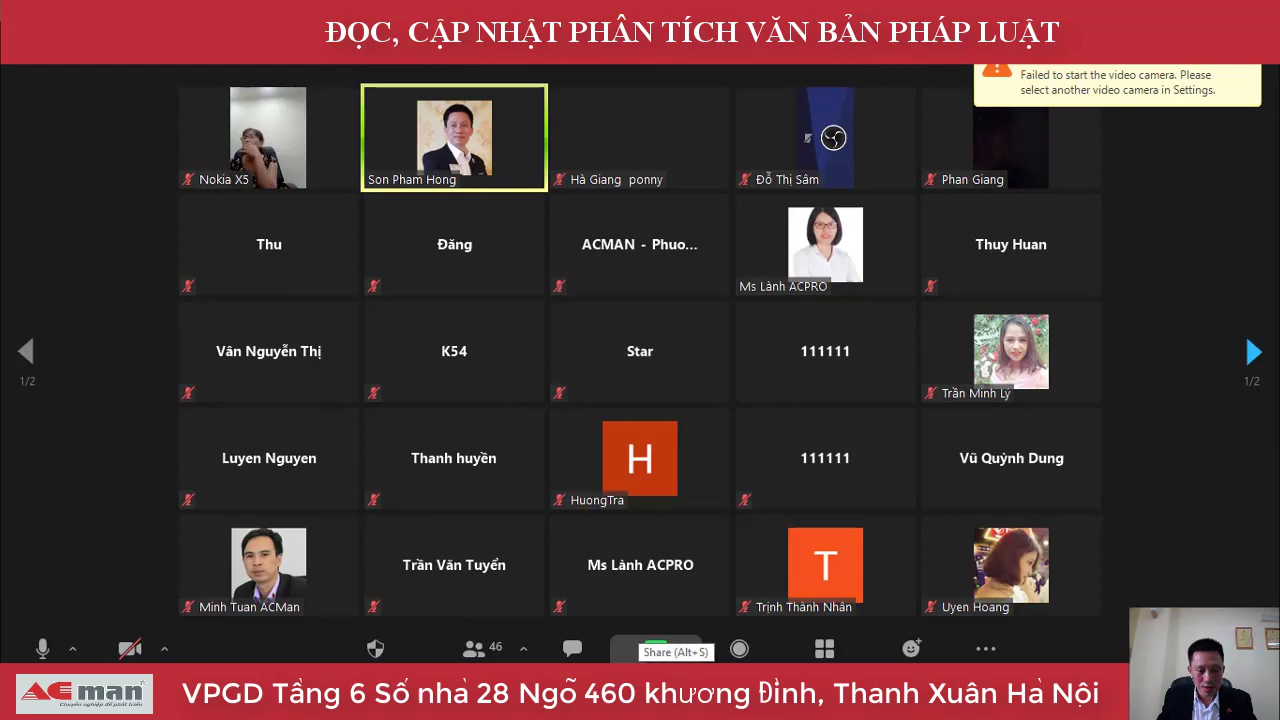 ĐỌC, CẬP NHẬT PHÂN TÍCH VĂN BẢN PHÁP LUẬT
Failed to start the video camera. Please
select another video camera in Settings.
Nokia X5
Son Pham Hong
Hà Giang ponny
Đỗ Thị Sâm
Phan Giang
Thu
Đăng
ACMAN - Phuo...
Ms Lành ACPRO
Thuy Huan
Vân Nguyễn Thị
K54
Star
111111
Trần Minh Lý
1/2
1/2
Luyen Nguyen
Thanh huyền
H
HuongTra
111111
Vũ Quỳnh Dung
Minh Tuan ACMan
Trần Văn Tuyển
Ms Lành ACPRO
T
Trịnh Thành Nhân
Uyen Hoang
46
Share (Alt+S)
ACman
Chuyên nghiệp để phát triển
VPGD Tầng 6 Số nhà 28 Ngõ 460 khương Đình, Thanh Xuân Hà Nội